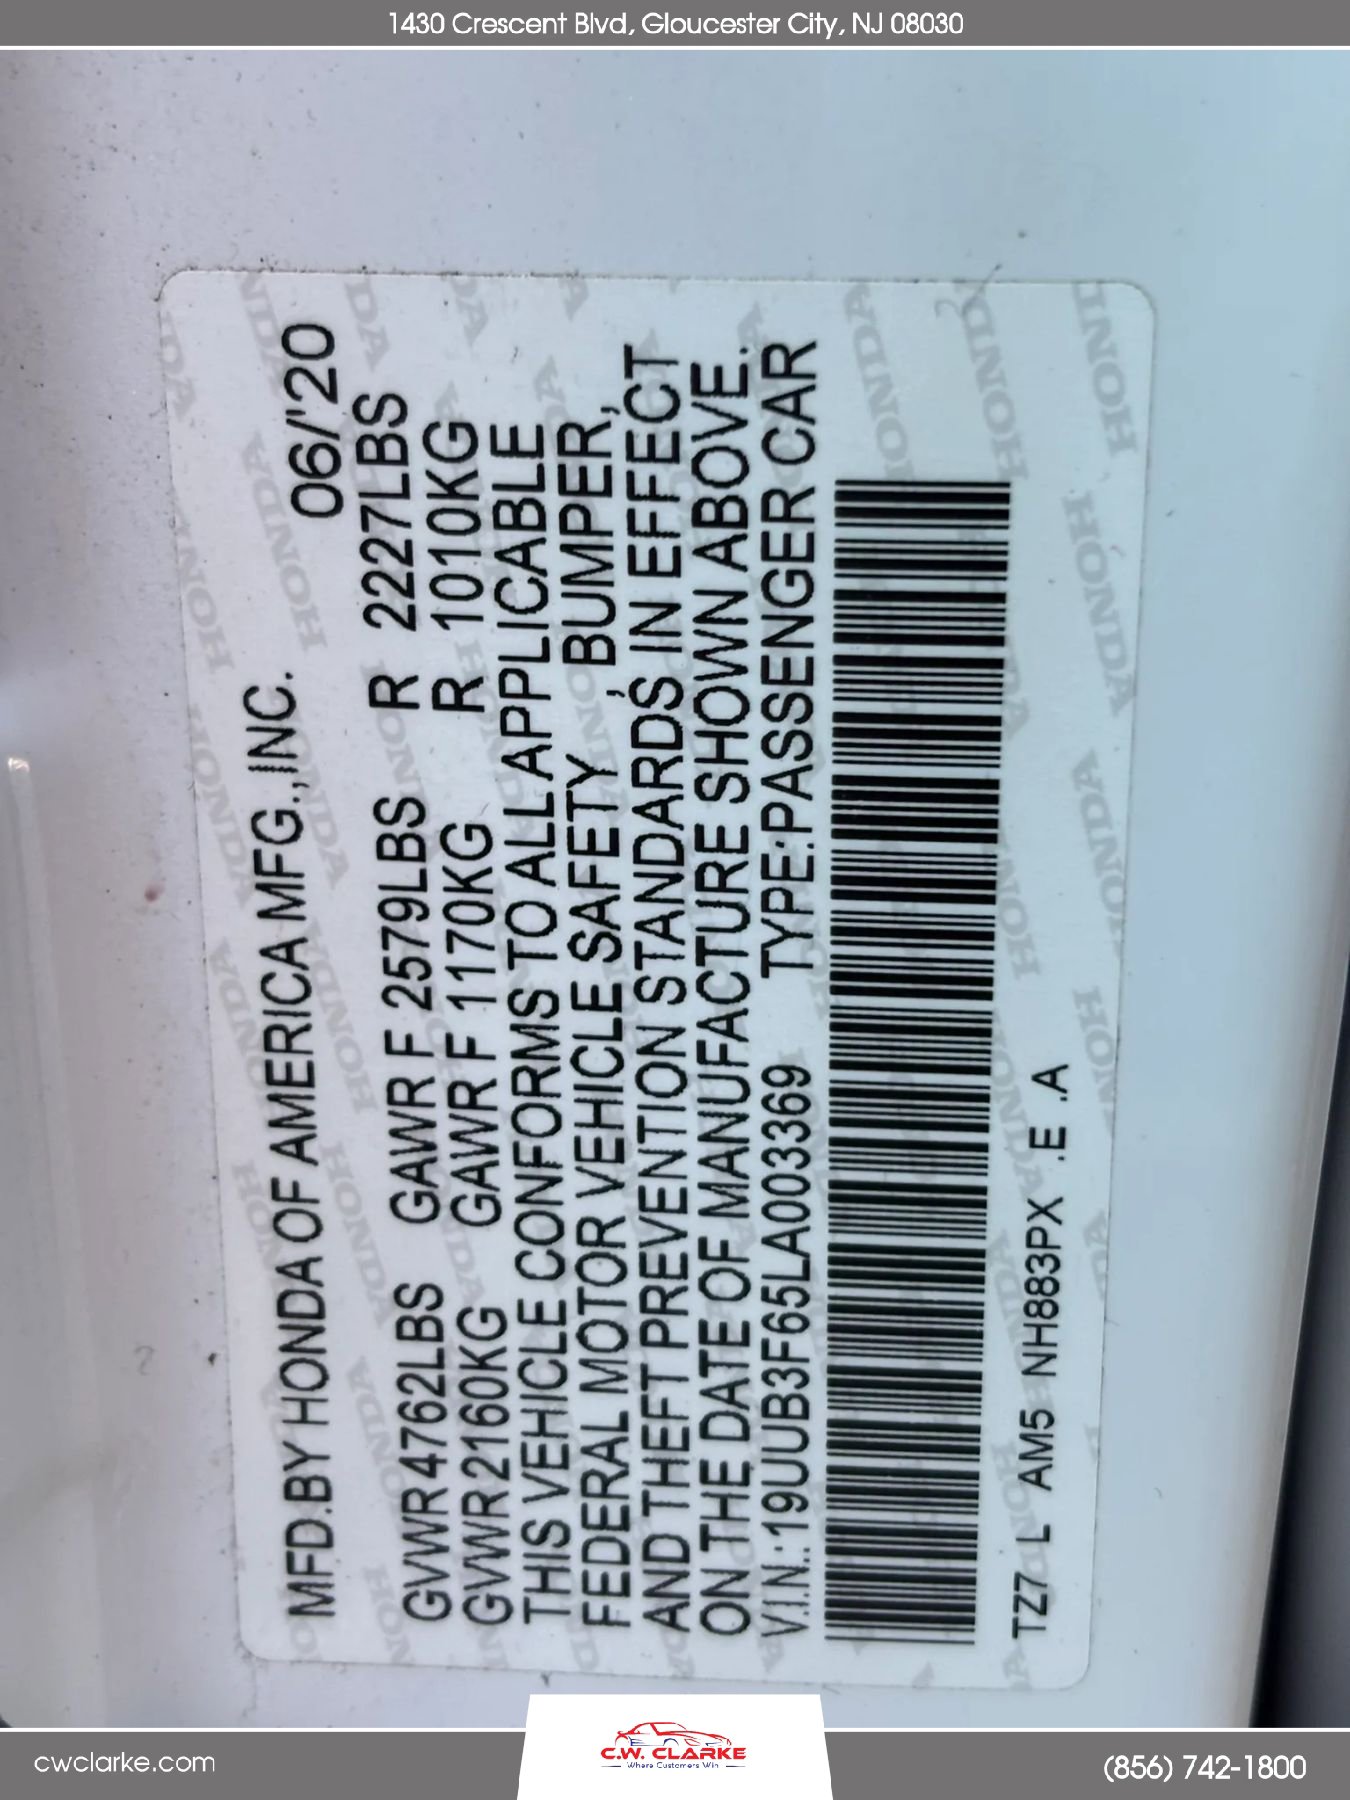 1430 Crescent Blvd, Gloucester City, NJ 08030
MFD.BY HONDA OF AMERICA MFG.,INC. 06/'20
GVWR 4762LBS GAWR F 2579LBS R 2227LBS
GVWR 2160KG GAWR F 1170KG R 1010KG
THIS VEHICLE CONFORMS TO ALL APPLICABLE
FEDERAL MOTOR VEHICLE SAFETY , BUMPER,
AND THEFT PREVENTION STANDARDS IN EFFECT
ON THE DATE OF MANUFACTURE SHOWN ABOVE.
V.I.N.:19UUB3F65LA003369 TYPE:PASSENGER CAR
TZ7 L AM5 NH883PX .E .A
cwclarke.com
C.W. CLARKE
Where Customers Win
(856) 742-1800